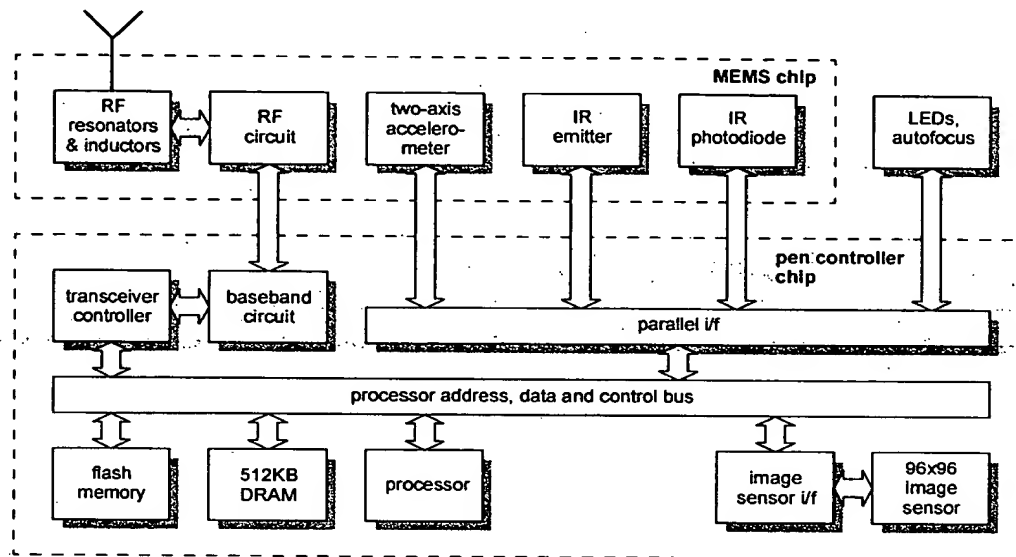 MEMS chip
RF
resonators
& inductors
RF
circuit
two-axis
accelero-
meter
IR
emitter
IR
photodiode
LEDs,
autofocus
pen controller
chip
transceiver
controller
baseband
circuit
parallel i/f
processor address, data and control bus
flash
memory
512KB
DRAM
processor
image
sensor i/f
96x96
image
sensor